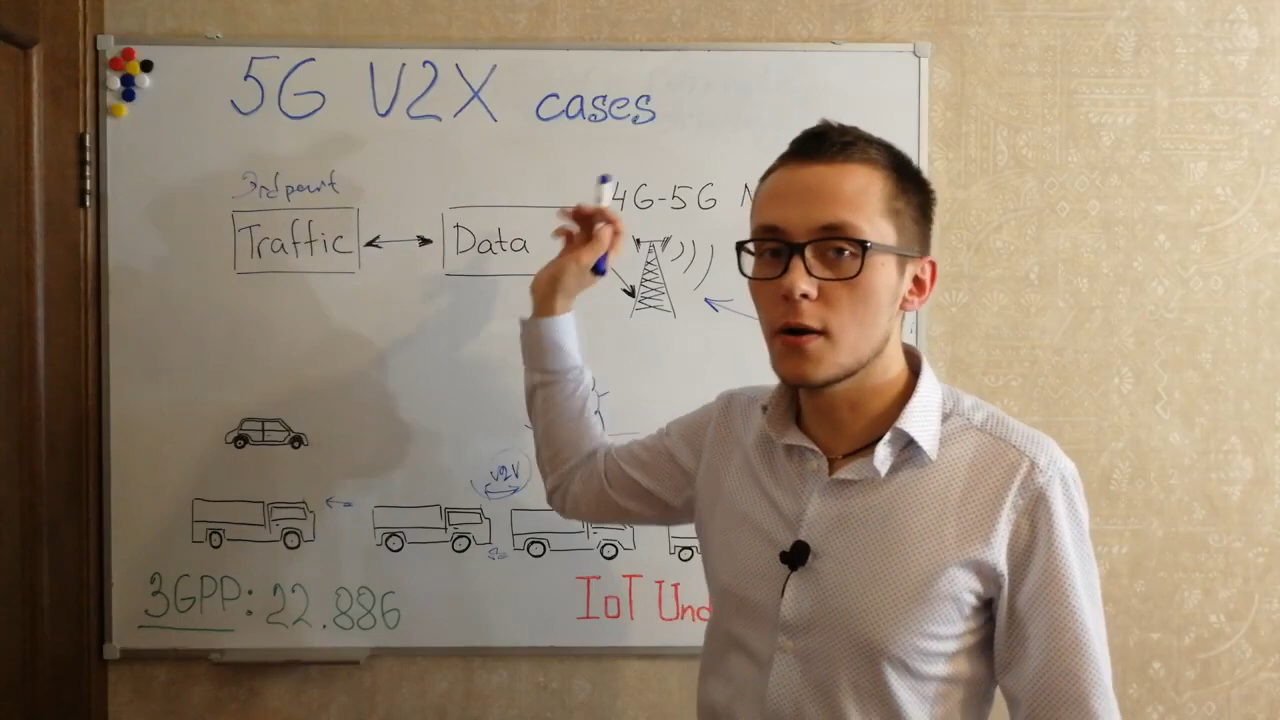 5G V2X cases
3rd part
Traffic
Data
4G-5G N
V2V
3GPP: 22.886
IoT Und